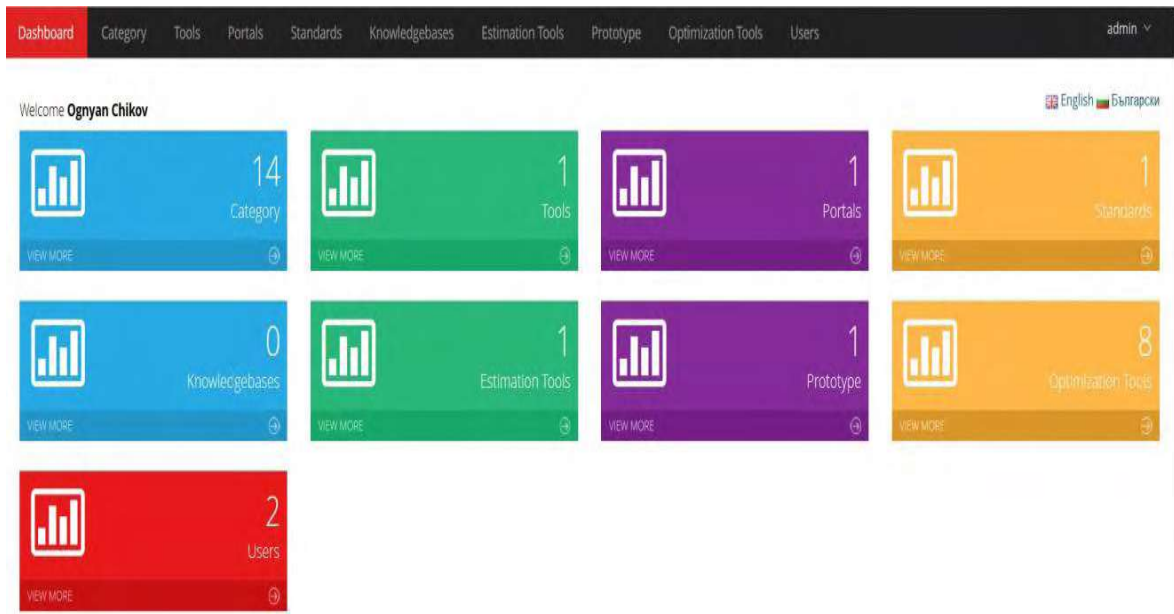 Dashboard Category Tools Portals Standards Knowledgebases Estimation Tools Prototype Optimization Tools Users admin
Welcome Ognyan Chikov English Български
14 1 1 1
Category Tools Portals Standards
VIEW MORE VIEW MORE VIEW MORE VIEW MORE
0 1 1 8
Knowledgebases Estimation Tools Prototype Optimization Tools
VIEW MORE VIEW MORE VIEW MORE VIEW MORE
2
Users
VIEW MORE